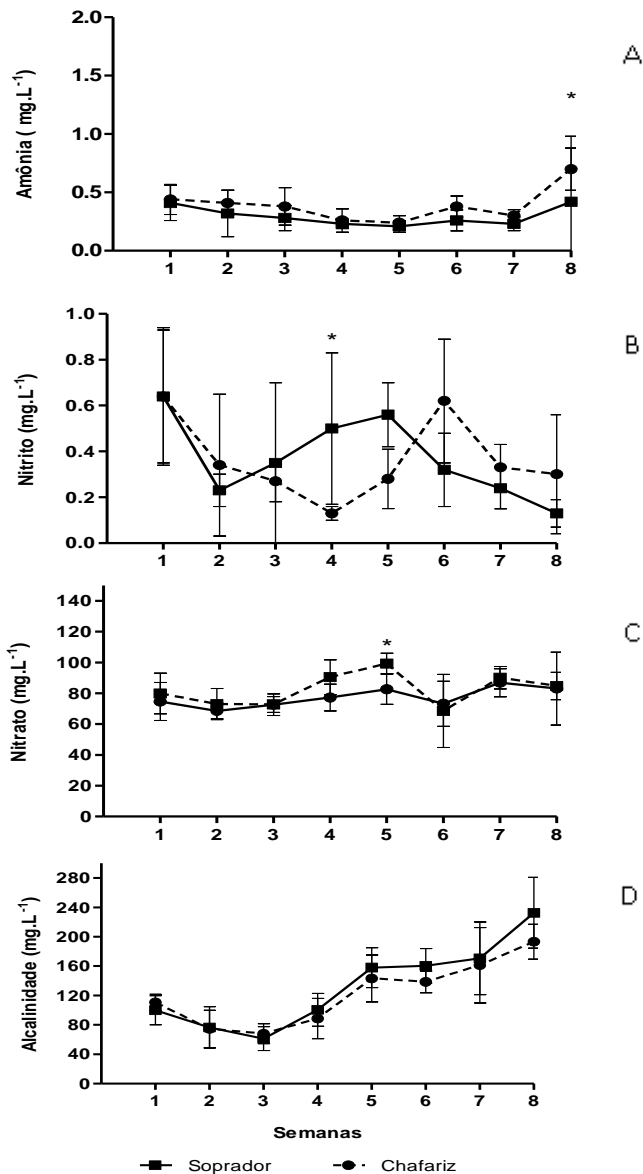 A
Amônia ( mg.L⁻¹)
2.0
1.5
1.0
0.5
0.0
*
1 2 3 4 5 6 7 8
B
Nitrito (mg.L⁻¹)
1.0
0.8
0.6
0.4
0.2
0.0
*
1 2 3 4 5 6 7 8
C
Nitrato (mg.L⁻¹)
140
120
100
80
60
40
20
0
*
1 2 3 4 5 6 7 8
D
Alcalinidade (mg.L⁻¹)
280
240
200
160
120
80
40
0
1 2 3 4 5 6 7 8
Semanas
Soprador Chafariz